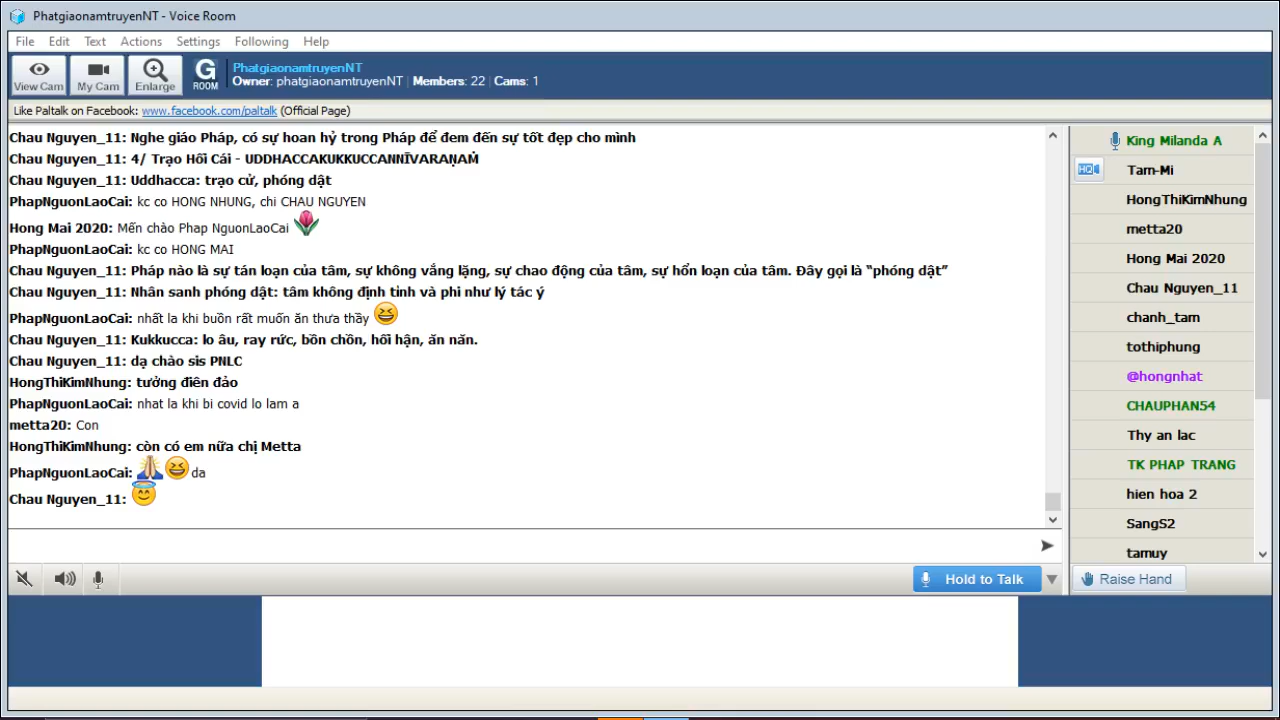 PhatgiaonamtruyenNT - Voice Room
File Edit Text Actions Settings Following Help
View Cam
My Cam
Enlarge
G ROOM
PhatgiaonamtruyenNT
Owner: phatgiaonamtruyenNT | Members: 22 | Cams: 1
Like Paltalk on Facebook: www.facebook.com/paltalk (Official Page)
Chau Nguyen_11: Nghe giáo Pháp, có sự hoan hỷ trong Pháp để đem đến sự tốt đẹp cho mình
Chau Nguyen_11: 4/ Trạo Hối Cái - UDDHACCAKUKKUCCANNĪVARAṆAṀ
Chau Nguyen_11: Uddhacca: trạo cử, phóng dật
PhapNguonLaoCai: kc co HONG NHUNG, chi CHAU NGUYEN
Hong Mai 2020: Mến chào Phap NguonLaoCai
PhapNguonLaoCai: kc co HONG MAI
Chau Nguyen_11: Pháp nào là sự tán loạn của tâm, sự không vắng lặng, sự chao động của tâm, sự hổn loạn của tâm. Đây gọi là “phóng dật”
Chau Nguyen_11: Nhân sanh phóng dật: tâm không định tỉnh và phi như lý tác ý
PhapNguonLaoCai: nhất la khi buồn rất muốn ăn thưa thầy
Chau Nguyen_11: Kukkucca: lo âu, ray rức, bồn chồn, hối hận, ăn năn.
Chau Nguyen_11: dạ chào sis PNLC
HongThiKimNhung: tưởng điên đảo
PhapNguonLaoCai: nhat la khi bi covid lo lam a
metta20: Con
HongThiKimNhung: còn có em nữa chị Metta
PhapNguonLaoCai: da
Chau Nguyen_11:
King Milanda A
HQ
Tam-Mi
HongThiKimNhung
metta20
Hong Mai 2020
Chau Nguyen_11
chanh_tam
tothiphung
@hongnhat
CHAUPHAN54
Thy an lac
TK PHAP TRANG
hien hoa 2
SangS2
tamuy
Hold to Talk
Raise Hand